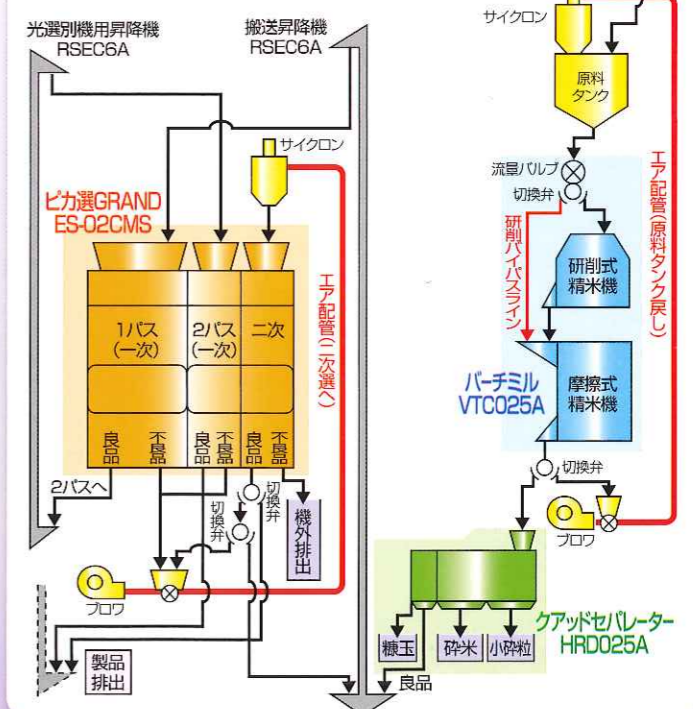 光選別機用昇降機
RSEC6A
搬送昇降機
RSEC6A
サイクロン
ピカ選GRAND
ES-02CMS
1パス
(一次)
2パス
(一次)
二次
良品
不良品
良品
不良品
良品
不良品
エア配管(二次選へ)
2パスへ
切換弁
切換弁
機外排出
ブロワ
製品
排出
サイクロン
原料
タンク
流量バルブ
切換弁
研削バイパスライン
エア配管(原料タンク戻し)
研削式
精米機
バーチミル
VTC025A
摩擦式
精米機
切換弁
ブロワ
クアッドセパレーター
HRD025A
糠玉
砕米
小砕粒
良品